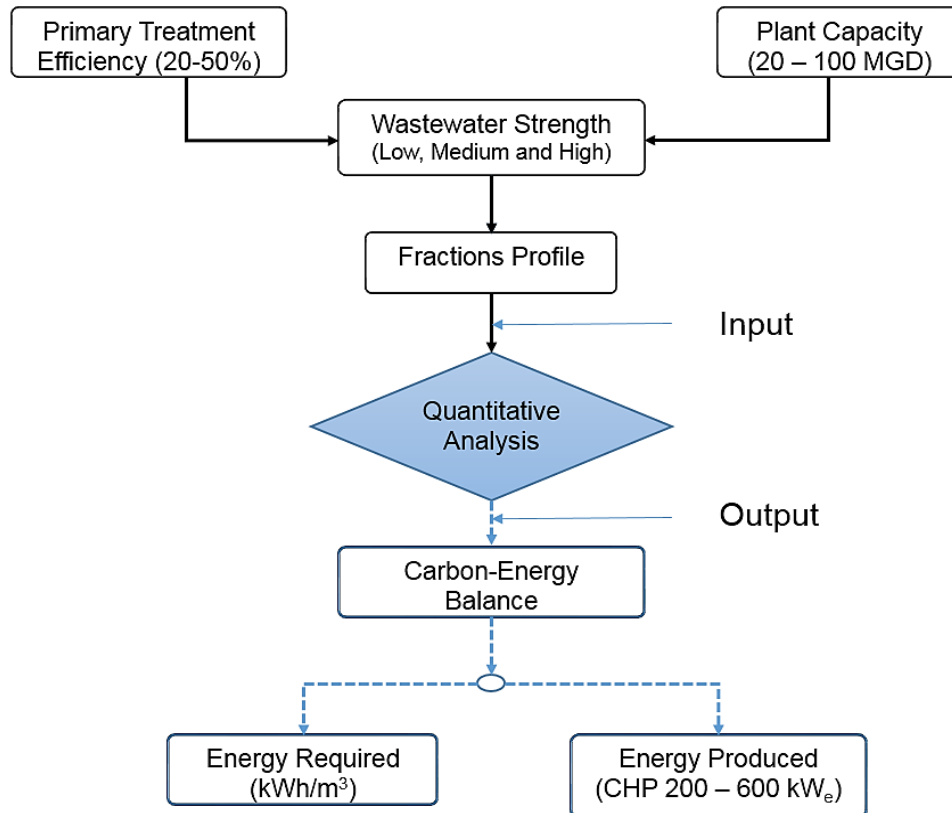 Primary Treatment
Efficiency (20-50%)
Plant Capacity
(20 – 100 MGD)
Wastewater Strength
(Low, Medium and High)
Fractions Profile
Input
Quantitative
Analysis
Output
Carbon-Energy
Balance
Energy Required
(kWh/m³)
Energy Produced
(CHP 200 – 600 kWₑ)